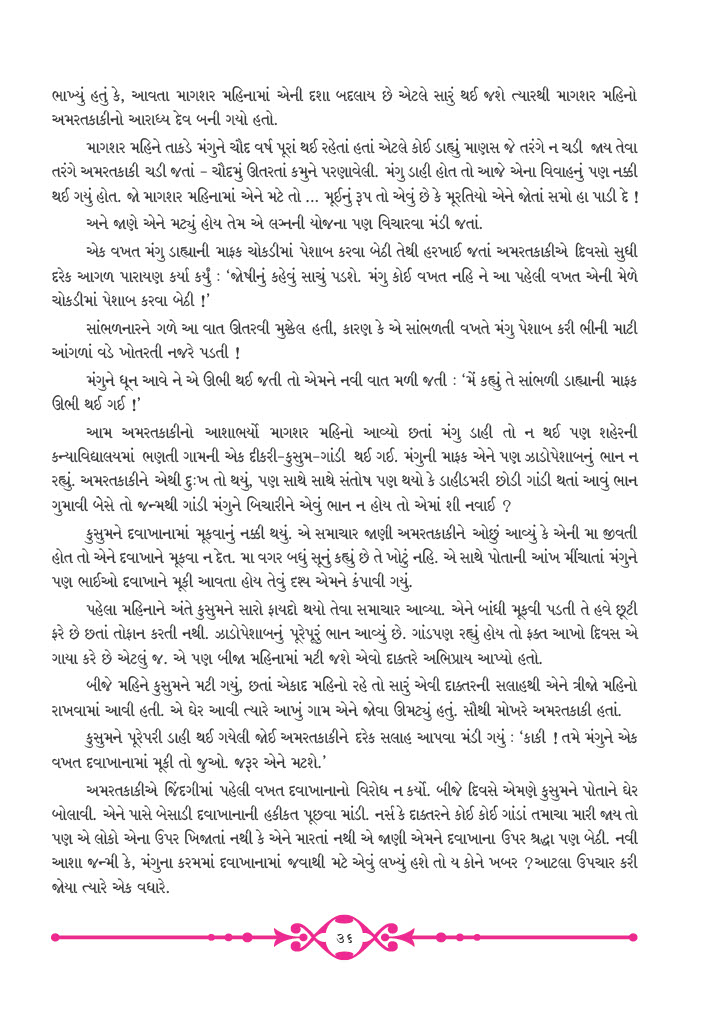 ભાખ્યું હતું કે, આવતા માગશર મહિનામાં એની દશા બદલાય છે એટલે સારું થઈ જશે ત્યારથી માગશર મહિનો
અમરતકાકીનો આરાધ્ય દેવ બની ગયો હતો.
માગશર મહિને તાકડે મંગુને ચૌદ વર્ષ પૂરાં થઈ રહેતાં હતાં એટલે કોઈ ડાહ્યું માણસ જે તરંગે ન ચડી જાય તેવા
તરંગે અમરતકાકી ચડી જતાં – ચૌદમું ઊતરતાં કમુને પરણાવેલી. મંગુ ડાહી હોત તો આજે એના વિવાહનું પણ નક્કી
થઈ ગયું હોત. જો માગશર મહિનામાં એને મટે તો ... મૂઈનું રૂપ તો એવું છે કે મૂરતિયો એને જોતાં સમો હા પાડી દે !
અને જાણે એને મટ્યું હોય તેમ એ લગ્નની યોજના પણ વિચારવા મંડી જતાં.
એક વખત મંગુ ડાહ્યાની માફક ચોકડીમાં પેશાબ કરવા બેઠી તેથી હરખાઈ જતાં અમરતકાકીએ દિવસો સુધી
દરેક આગળ પારાયણ કર્યા કર્યું : ‘જોષીનું કહેવું સાચું પડશે. મંગુ કોઈ વખત નહિ ને આ પહેલી વખત એની મેળે
ચોકડીમાં પેશાબ કરવા બેઠી !’
સાંભળનારને ગળે આ વાત ઊતરવી મુશ્કેલ હતી, કારણ કે એ સાંભળતી વખતે મંગુ પેશાબ કરી ભીની માટી
આંગળાં વડે ખોતરતી નજરે પડતી !
મંગુને ધૂન આવે ને એ ઊભી થઈ જતી તો એમને નવી વાત મળી જતી : ‘મેં કહ્યું તે સાંભળી ડાહ્યાની માફક
ઊભી થઈ ગઈ !’
આમ અમરતકાકીનો આશાભર્યો માગશર મહિનો આવ્યો છતાં મંગુ ડાહી તો ન થઈ પણ શહેરની
કન્યાવિદ્યાલયમાં ભણતી ગામની એક દીકરી-કુસુમ-ગાંડી થઈ ગઈ. મંગુની માફક એને પણ ઝાડોપેશાબનું ભાન ન
રહ્યું. અમરતકાકીને એથી દુઃખ તો થયું, પણ સાથે સાથે સંતોષ પણ થયો કે ડાહીડમરી છોડી ગાંડી થતાં આવું ભાન
ગુમાવી બેસે તો જન્મથી ગાંડી મંગુને બિચારીને એવું ભાન ન હોય તો એમાં શી નવાઈ ?
કુસુમને દવાખાનામાં મૂકવાનું નક્કી થયું. એ સમાચાર જાણી અમરતકાકીને ઓછું આવ્યું કે એની મા જીવતી
હોત તો એને દવાખાને મૂકવા ન દેત. મા વગર બધું સૂનું કહ્યું છે તે ખોટું નહિ. એ સાથે પોતાની આંખ મીંચાતાં મંગુને
પણ ભાઈઓ દવાખાને મૂકી આવતા હોય તેવું દશ્ય એમને કંપાવી ગયું.
પહેલા મહિનાને અંતે કુસુમને સારો ફાયદો થયો તેવા સમાચાર આવ્યા. એને બાંધી મૂકવી પડતી તે હવે છૂટી
ફરે છે છતાં તોફાન કરતી નથી. ઝાડોપેશાબનું પૂરેપૂરું ભાન આવ્યું છે. ગાંડપણ રહ્યું હોય તો ફક્ત આખો દિવસ એ
ગાયા કરે છે એટલું જ. એ પણ બીજા મહિનામાં મટી જશે એવો દાક્તરે અભિપ્રાય આપ્યો હતો.
બીજે મહિને કુસુમને મટી ગયું, છતાં એકાદ મહિનો રહે તો સારું એવી દાક્તરની સલાહથી એને ત્રીજો મહિનો
રાખવામાં આવી હતી. એ ઘેર આવી ત્યારે આખું ગામ એને જોવા ઊમટ્યું હતું. સૌથી મોખરે અમરતકાકી હતાં.
કુસુમને પૂરેપરી ડાહી થઈ ગયેલી જોઈ અમરતકાકીને દરેક સલાહ આપવા મંડી ગયું : ‘કાકી ! તમે મંગુને એક
વખત દવાખાનામાં મૂકી તો જુઓ. જરૂર એને મટશે.’
અમરતકાકીએ જિંદગીમાં પહેલી વખત દવાખાનાનો વિરોધ ન કર્યો. બીજે દિવસે એમણે કુસુમને પોતાને ઘેર
બોલાવી. એને પાસે બેસાડી દવાખાનાની હકીકત પૂછવા માંડી. નર્સ કે દાક્તરને કોઈ કોઈ ગાંડાં તમાચા મારી જાય તો
પણ એ લોકો એના ઉપર ખિજાતાં નથી કે એને મારતાં નથી એ જાણી એમને દવાખાના ઉપર શ્રદ્ધા પણ બેઠી. નવી
આશા જન્મી કે, મંગુના કરમમાં દવાખાનામાં જવાથી મટે એવું લખ્યું હશે તો ય કોને ખબર ?આટલા ઉપચાર કરી
જોયા ત્યારે એક વધારે.
૩૬